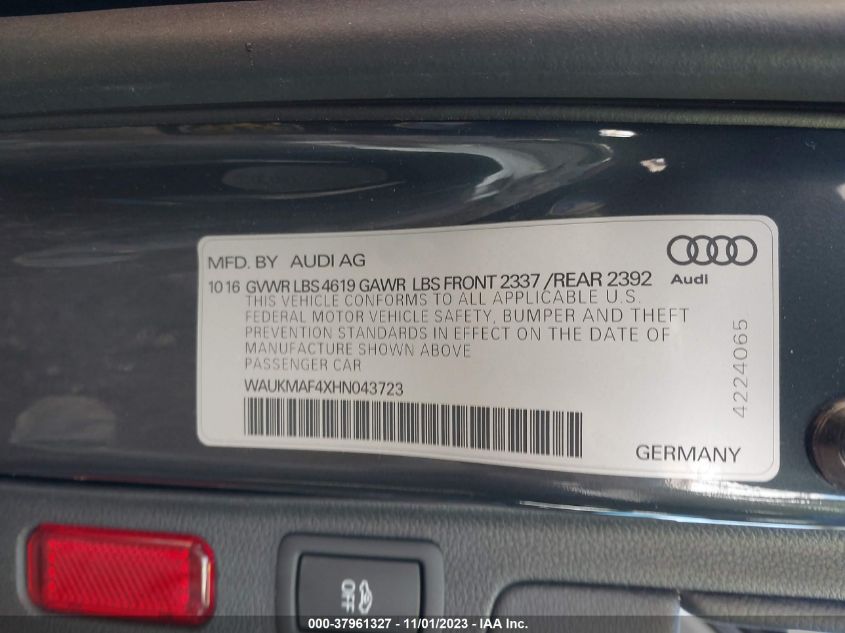 MFD. BY AUDI AG
Audi
10 16 GVWR LBS 4619 GAWR LBS FRONT 2337 /REAR 2392
THIS VEHICLE CONFORMS TO ALL APPLICABLE U.S.
FEDERAL MOTOR VEHICLE SAFETY, BUMPER AND THEFT
PREVENTION STANDARDS IN EFFECT ON THE DATE OF
MANUFACTURE SHOWN ABOVE
PASSENGER CAR
WAUKMAF4XHN043723
4224065
GERMANY
OFF
000-37961327 - 11/01/2023 - IAA Inc.